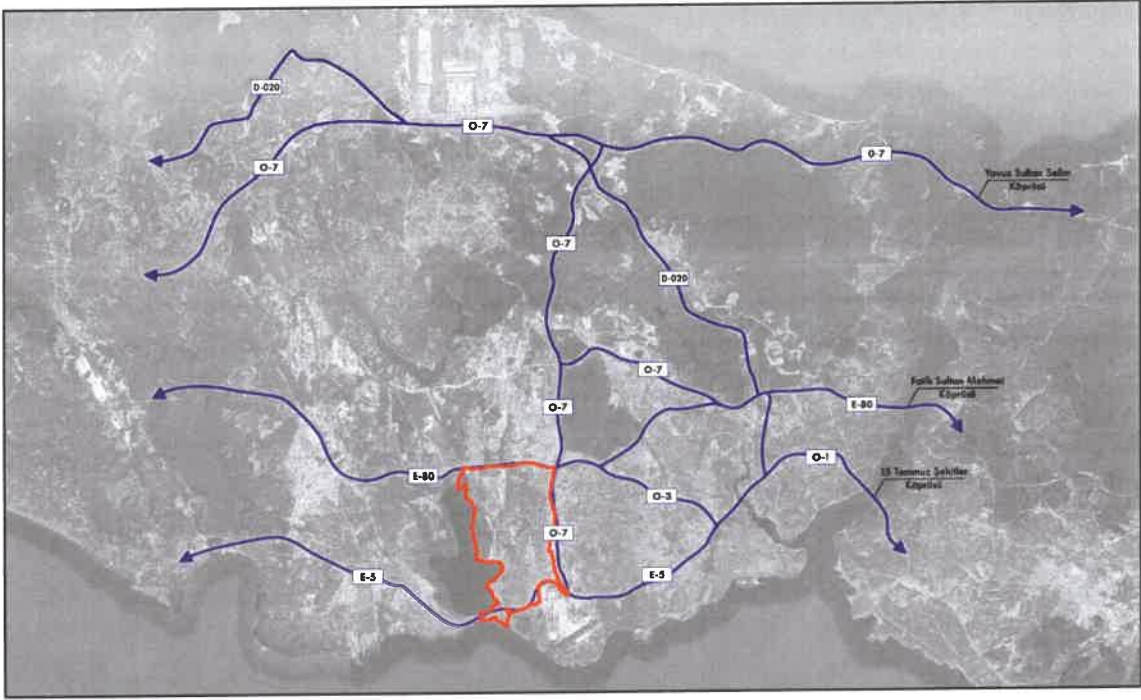 D-020
O-7
O-7
O-7
Yavuz Sultan Selim
Köprüsü
O-7
D-020
O-7
O-7
Fatih Sultan Mehmet
Köprüsü
E-80
E-80
O-1
15 Temmuz Şehitler
Köprüsü
O-3
O-7
E-5
E-5